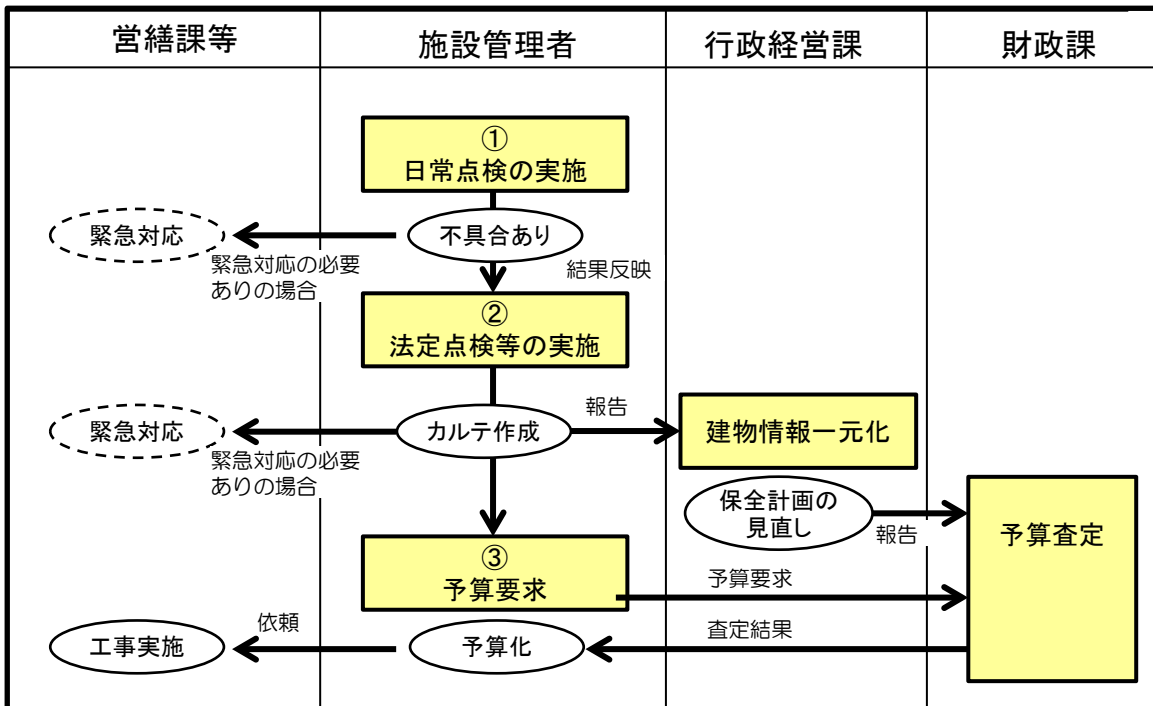 営繕課等
施設管理者
行政経営課
財政課
①
日常点検の実施
緊急対応
不具合あり
緊急対応の必要
ありの場合
結果反映
②
法定点検等の実施
緊急対応
カルテ作成
報告
建物情報一元化
緊急対応の必要
ありの場合
保全計画の
見直し
報告
予算査定
③
予算要求
予算要求
工事実施
依頼
予算化
査定結果